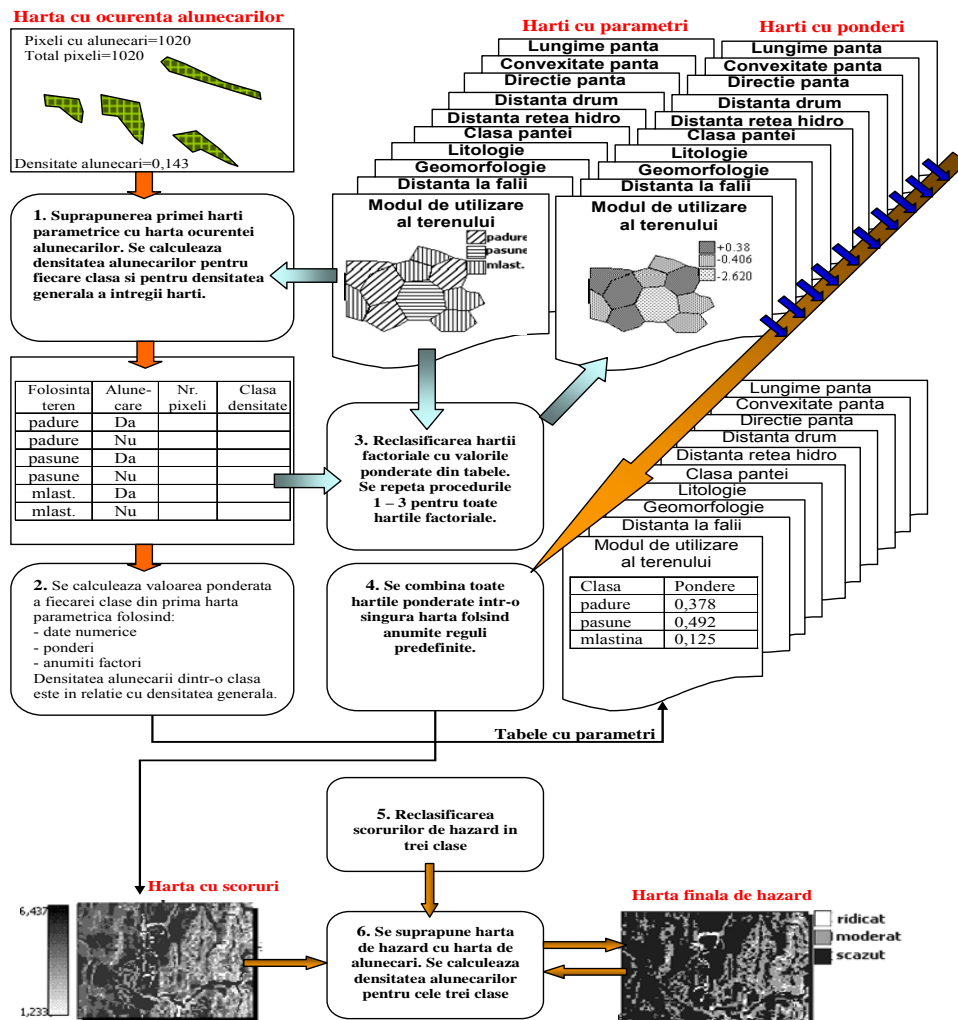 Harta cu ocurenta alunecarilor
Pixeli cu alunecari=1020
Total pixeli=1020
Densitate alunecari=0,143
Harti cu parametri
Lungime panta
Convexitate panta
Directie panta
Distanta drum
Distanta retea hidro
Clasa pantei
Litologie
Geomorfologie
Distanta la falii
Modul de utilizare
al terenului
padure
pasune
mlast.
Harti cu ponderi
Lungime panta
Convexitate panta
Directie panta
Distanta drum
Distanta retea hidro
Clasa pantei
Litologie
Geomorfologie
Distanta la falii
Modul de utilizare
al terenului
+0.38
-0.406
-2.620
1. Suprapunerea primei harti
parametrice cu harta ocurentei
alunecarilor. Se calculeaza
densitatea alunecarilor pentru
fiecare clasa si pentru densitatea
generala a intregii harti.
Folosinta teren Alune-care Nr. pixeli Clasa densitate
padure Da
padure Nu
pasune Da
pasune Nu
mlast. Da
mlast. Nu
3. Reclasificarea hartii
factoriale cu valorile
ponderate din tabele.
Se repeta procedurile
1 – 3 pentru toate
hartile factoriale.
Lungime panta
Convexitate panta
Directie panta
Distanta drum
Distanta retea hidro
Clasa pantei
Litologie
Geomorfologie
Distanta la falii
Modul de utilizare
al terenului
Clasa Pondere
padure 0,378
pasune 0,492
mlastina 0,125
2. Se calculeaza valoarea ponderata
a fiecarei clase din prima harta
parametrica folosind:
- date numerice
- ponderi
- anumiti factori
Densitatea alunecarii dintr-o clasa
este in relatie cu densitatea generala.
4. Se combina toate
hartile ponderate intr-o
singura harta folsind
anumite reguli
predefinite.
Tabele cu parametri
5. Reclasificarea
scorurilor de hazard in
trei clase
Harta cu scoruri
6,437
1,233
6. Se suprapune harta
de hazard cu harta de
alunecari. Se calculeaza
densitatea alunecarilor
pentru cele trei clase
Harta finala de hazard
ridicat
moderat
scazut